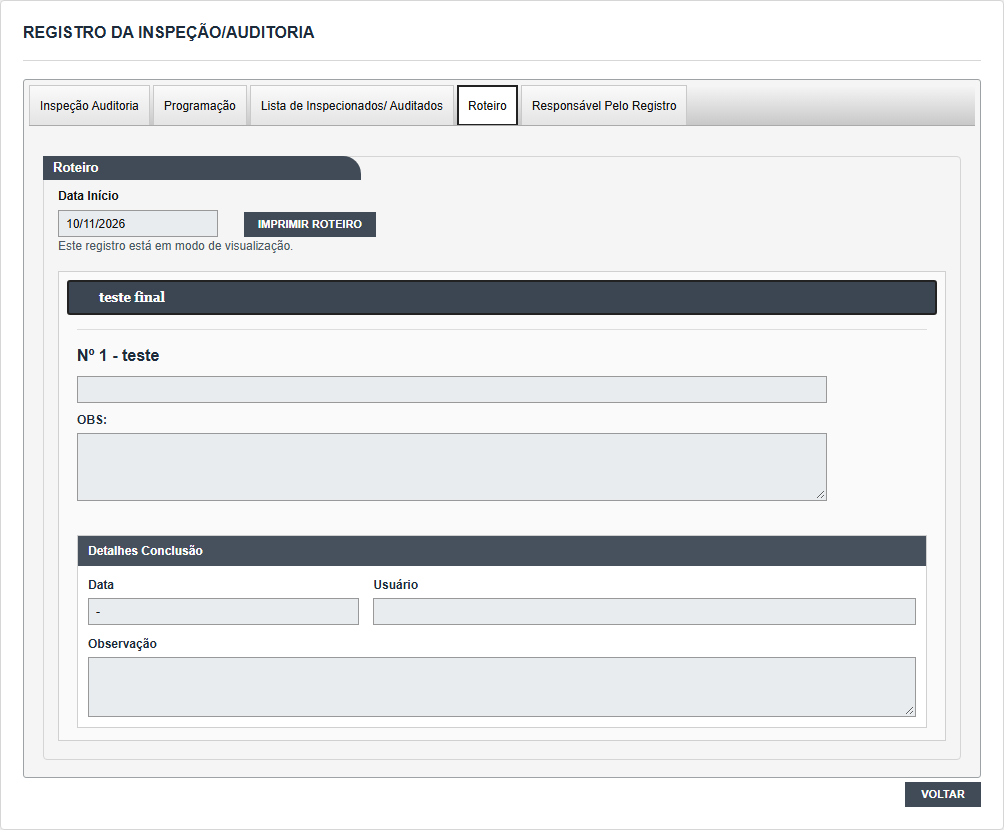 REGISTRO DA INSPEÇÃO/AUDITORIA
Inspeção Auditoria Programação Lista de Inspecionados/ Auditados Roteiro Responsável Pelo Registro
Roteiro
Data Início
10/11/2026 IMPRIMIR ROTEIRO
Este registro está em modo de visualização.
teste final
Nº 1 - teste
OBS:
Detalhes Conclusão
Data Usuário
-
Observação
VOLTAR